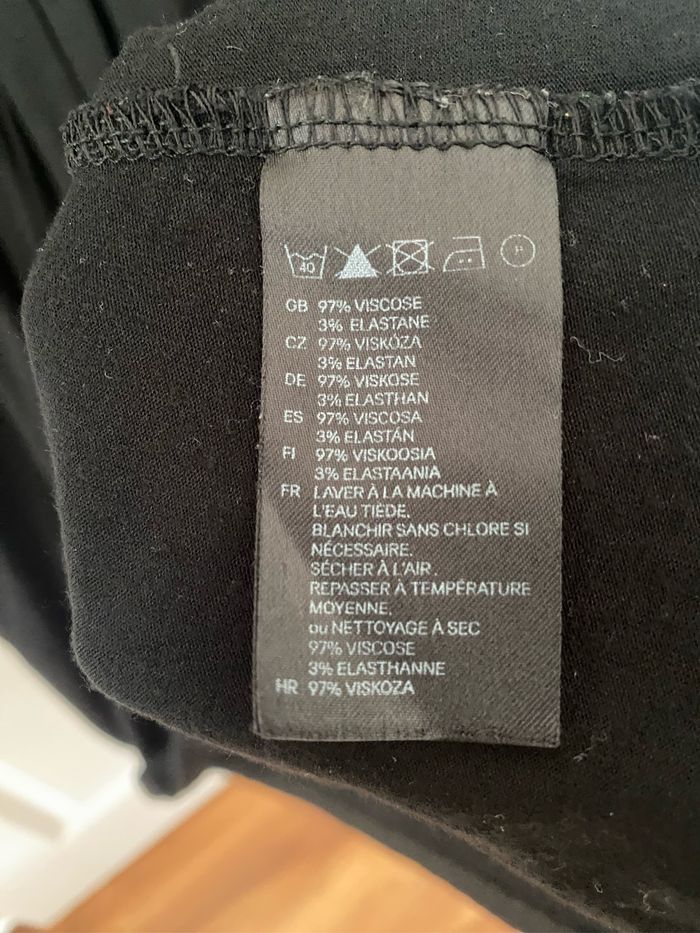 40
GB 97% VISCOSE
3% ELASTANE
CZ 97% VISKÓZA
3% ELASTAN
DE 97% VISKOSE
3% ELASTHAN
ES 97% VISCOSA
3% ELASTÁN
FI 97% VISKOOSIA
3% ELASTAANIA
FR LAVER À LA MACHINE À
L'EAU TIÈDE.
BLANCHIR SANS CHLORE SI
NÉCESSAIRE.
SÉCHER À L'AIR.
REPASSER À TEMPÉRATURE
MOYENNE.
ou NETTOYAGE À SEC
97% VISCOSE
3% ELASTHANNE
HR 97% VISKOZA